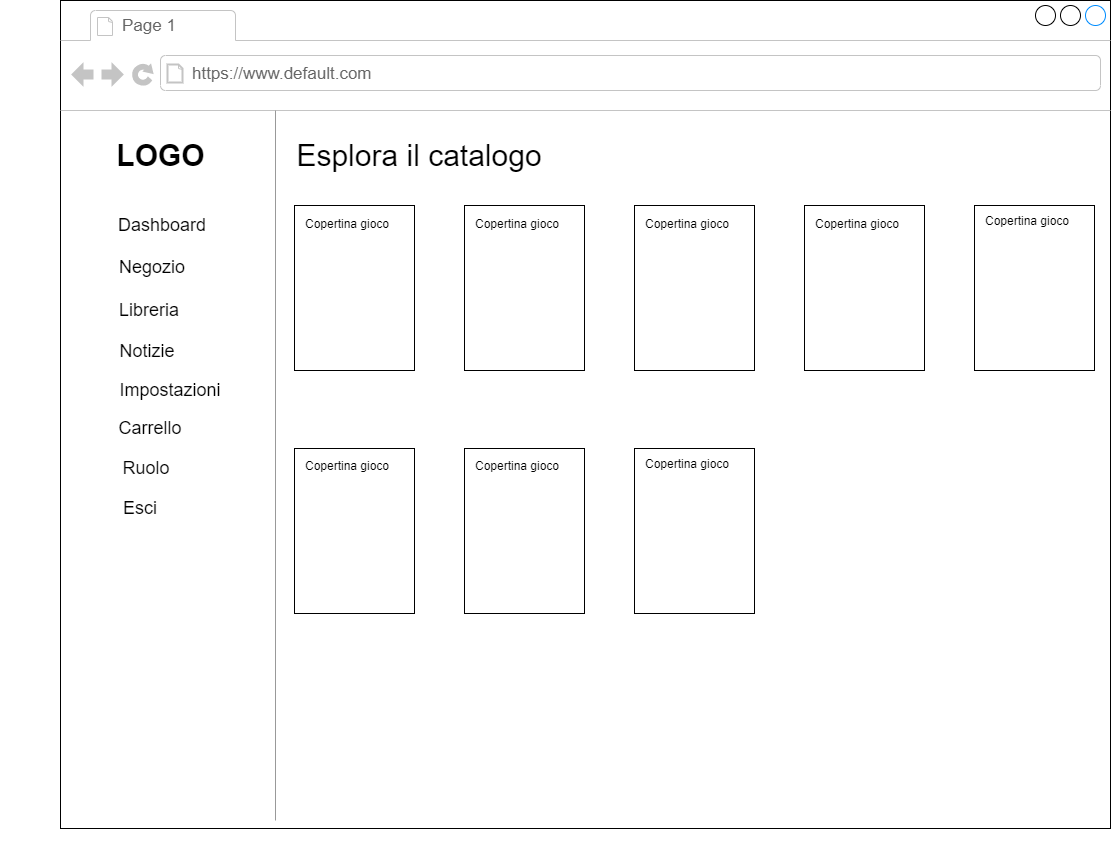 Page 1
https://www.default.com
LOGO
Dashboard
Negozio
Libreria
Notizie
Impostazioni
Carrello
Ruolo
Esci
Esplora il catalogo
Copertina gioco
Copertina gioco
Copertina gioco
Copertina gioco
Copertina gioco
Copertina gioco
Copertina gioco
Copertina gioco